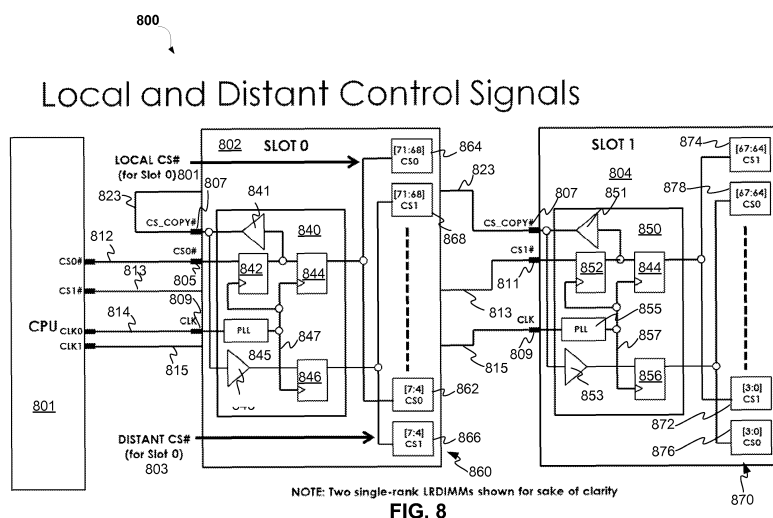 800
Local and Distant Control Signals
802
SLOT 0
[71:68]
CS0
864
LOCAL CS#
(for Slot 0) 801
823
807
841
840
[71:68]
CS1
868
CS_COPY#
812
CS0#
CS0#
842
844
805
813
CS1#
809
814
CLK
CPU
CLK0
PLL
847
CLK1
815
845
846
801
[7:4]
CS0
862
DISTANT CS#
(for Slot 0)
803
[7:4]
CS1
866
860
823
813
815
SLOT 1
804
874
[67:64]
CS1
878
[67:64]
CS0
807
851
850
CS_COPY#
CS1#
811
852
844
855
CLK
PLL
857
809
853
856
[3:0]
CS1
872
[3:0]
CS0
876
870
NOTE: Two single-rank LRDIMMs shown for sake of clarity
FIG. 8